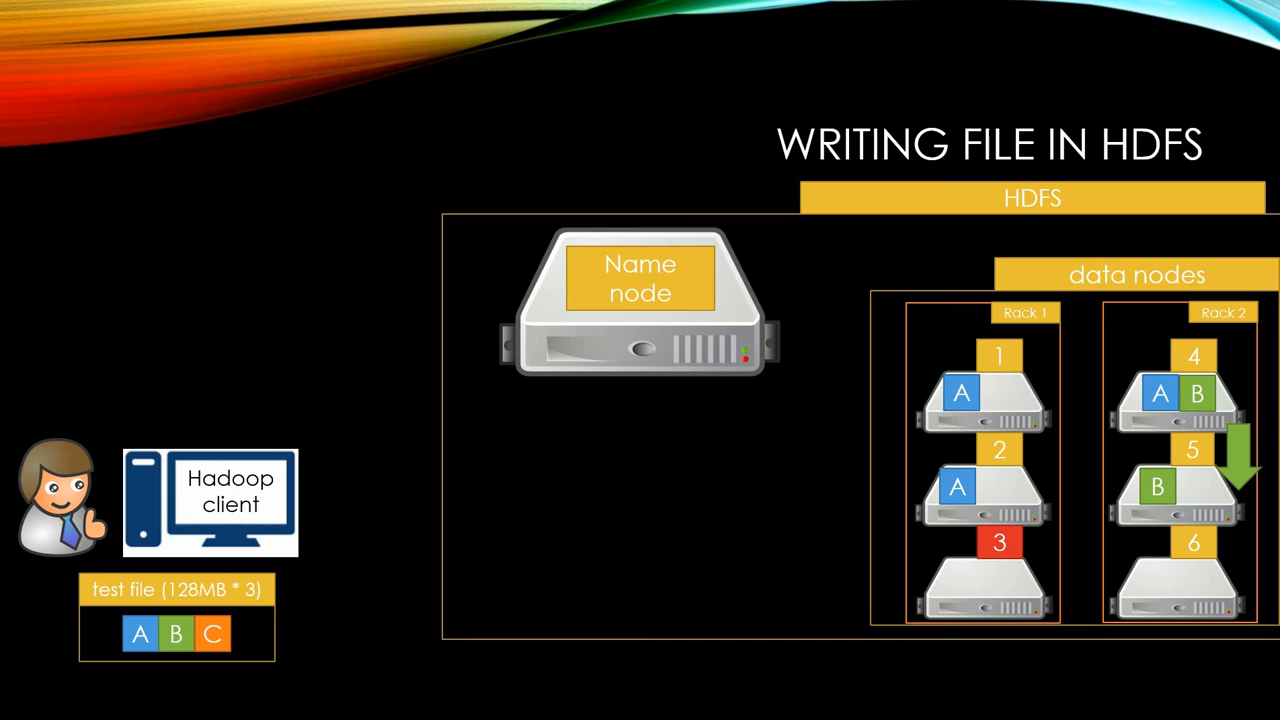 WRITING FILE IN HDFS
HDFS
Name
node
data nodes
Rack 1
Rack 2
1
4
A
A B
2
5
A
B
3
6
Hadoop
client
test file (128MB * 3)
A B C